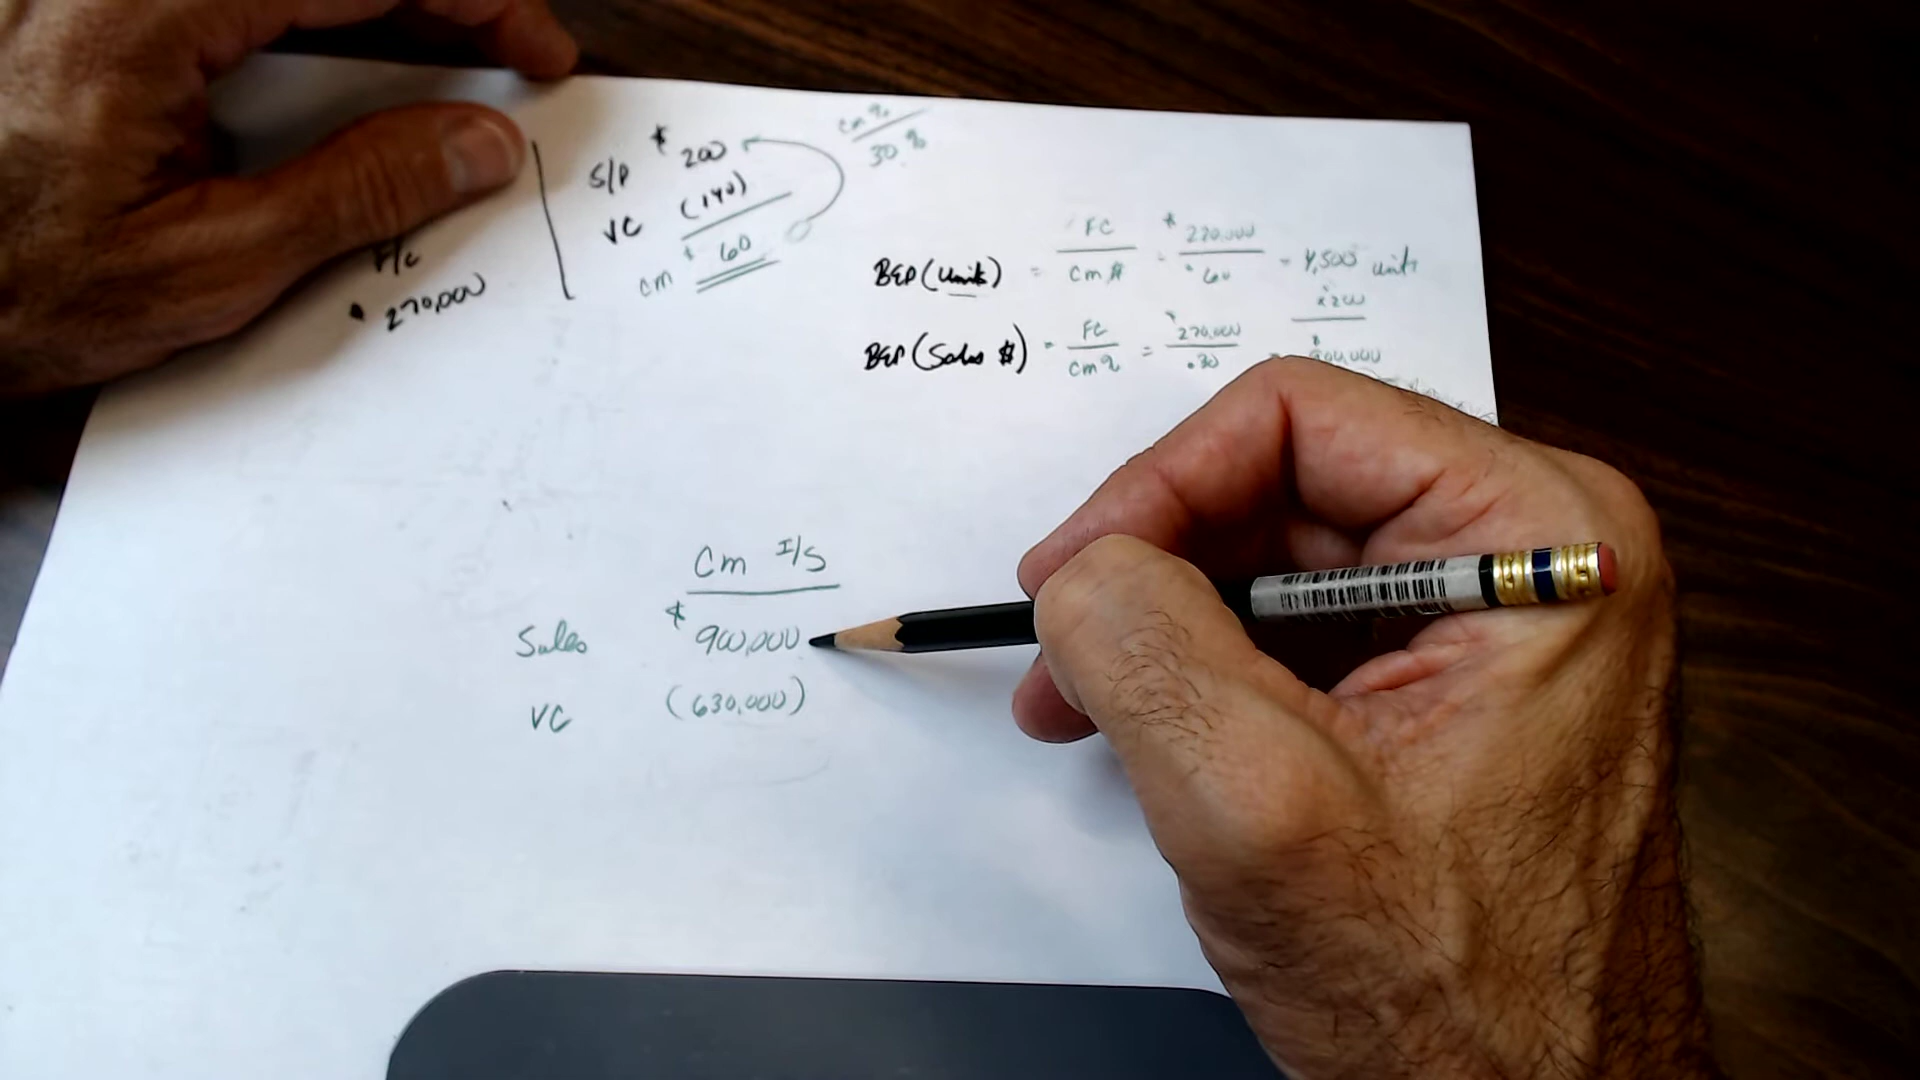 cm %
30 %
S/P $ 200
VC (140)
cm $ 60
F/C
$ 270,000
BEP (Units) = FC / cm $ = $ 270,000 / $ 60 = 4,500 units
x 200
BEP (Sales $) = FC / cm % = $ 270,000 / .30 = $ 900,000
Cm I/S
Sales $ 900,000
VC (630,000)